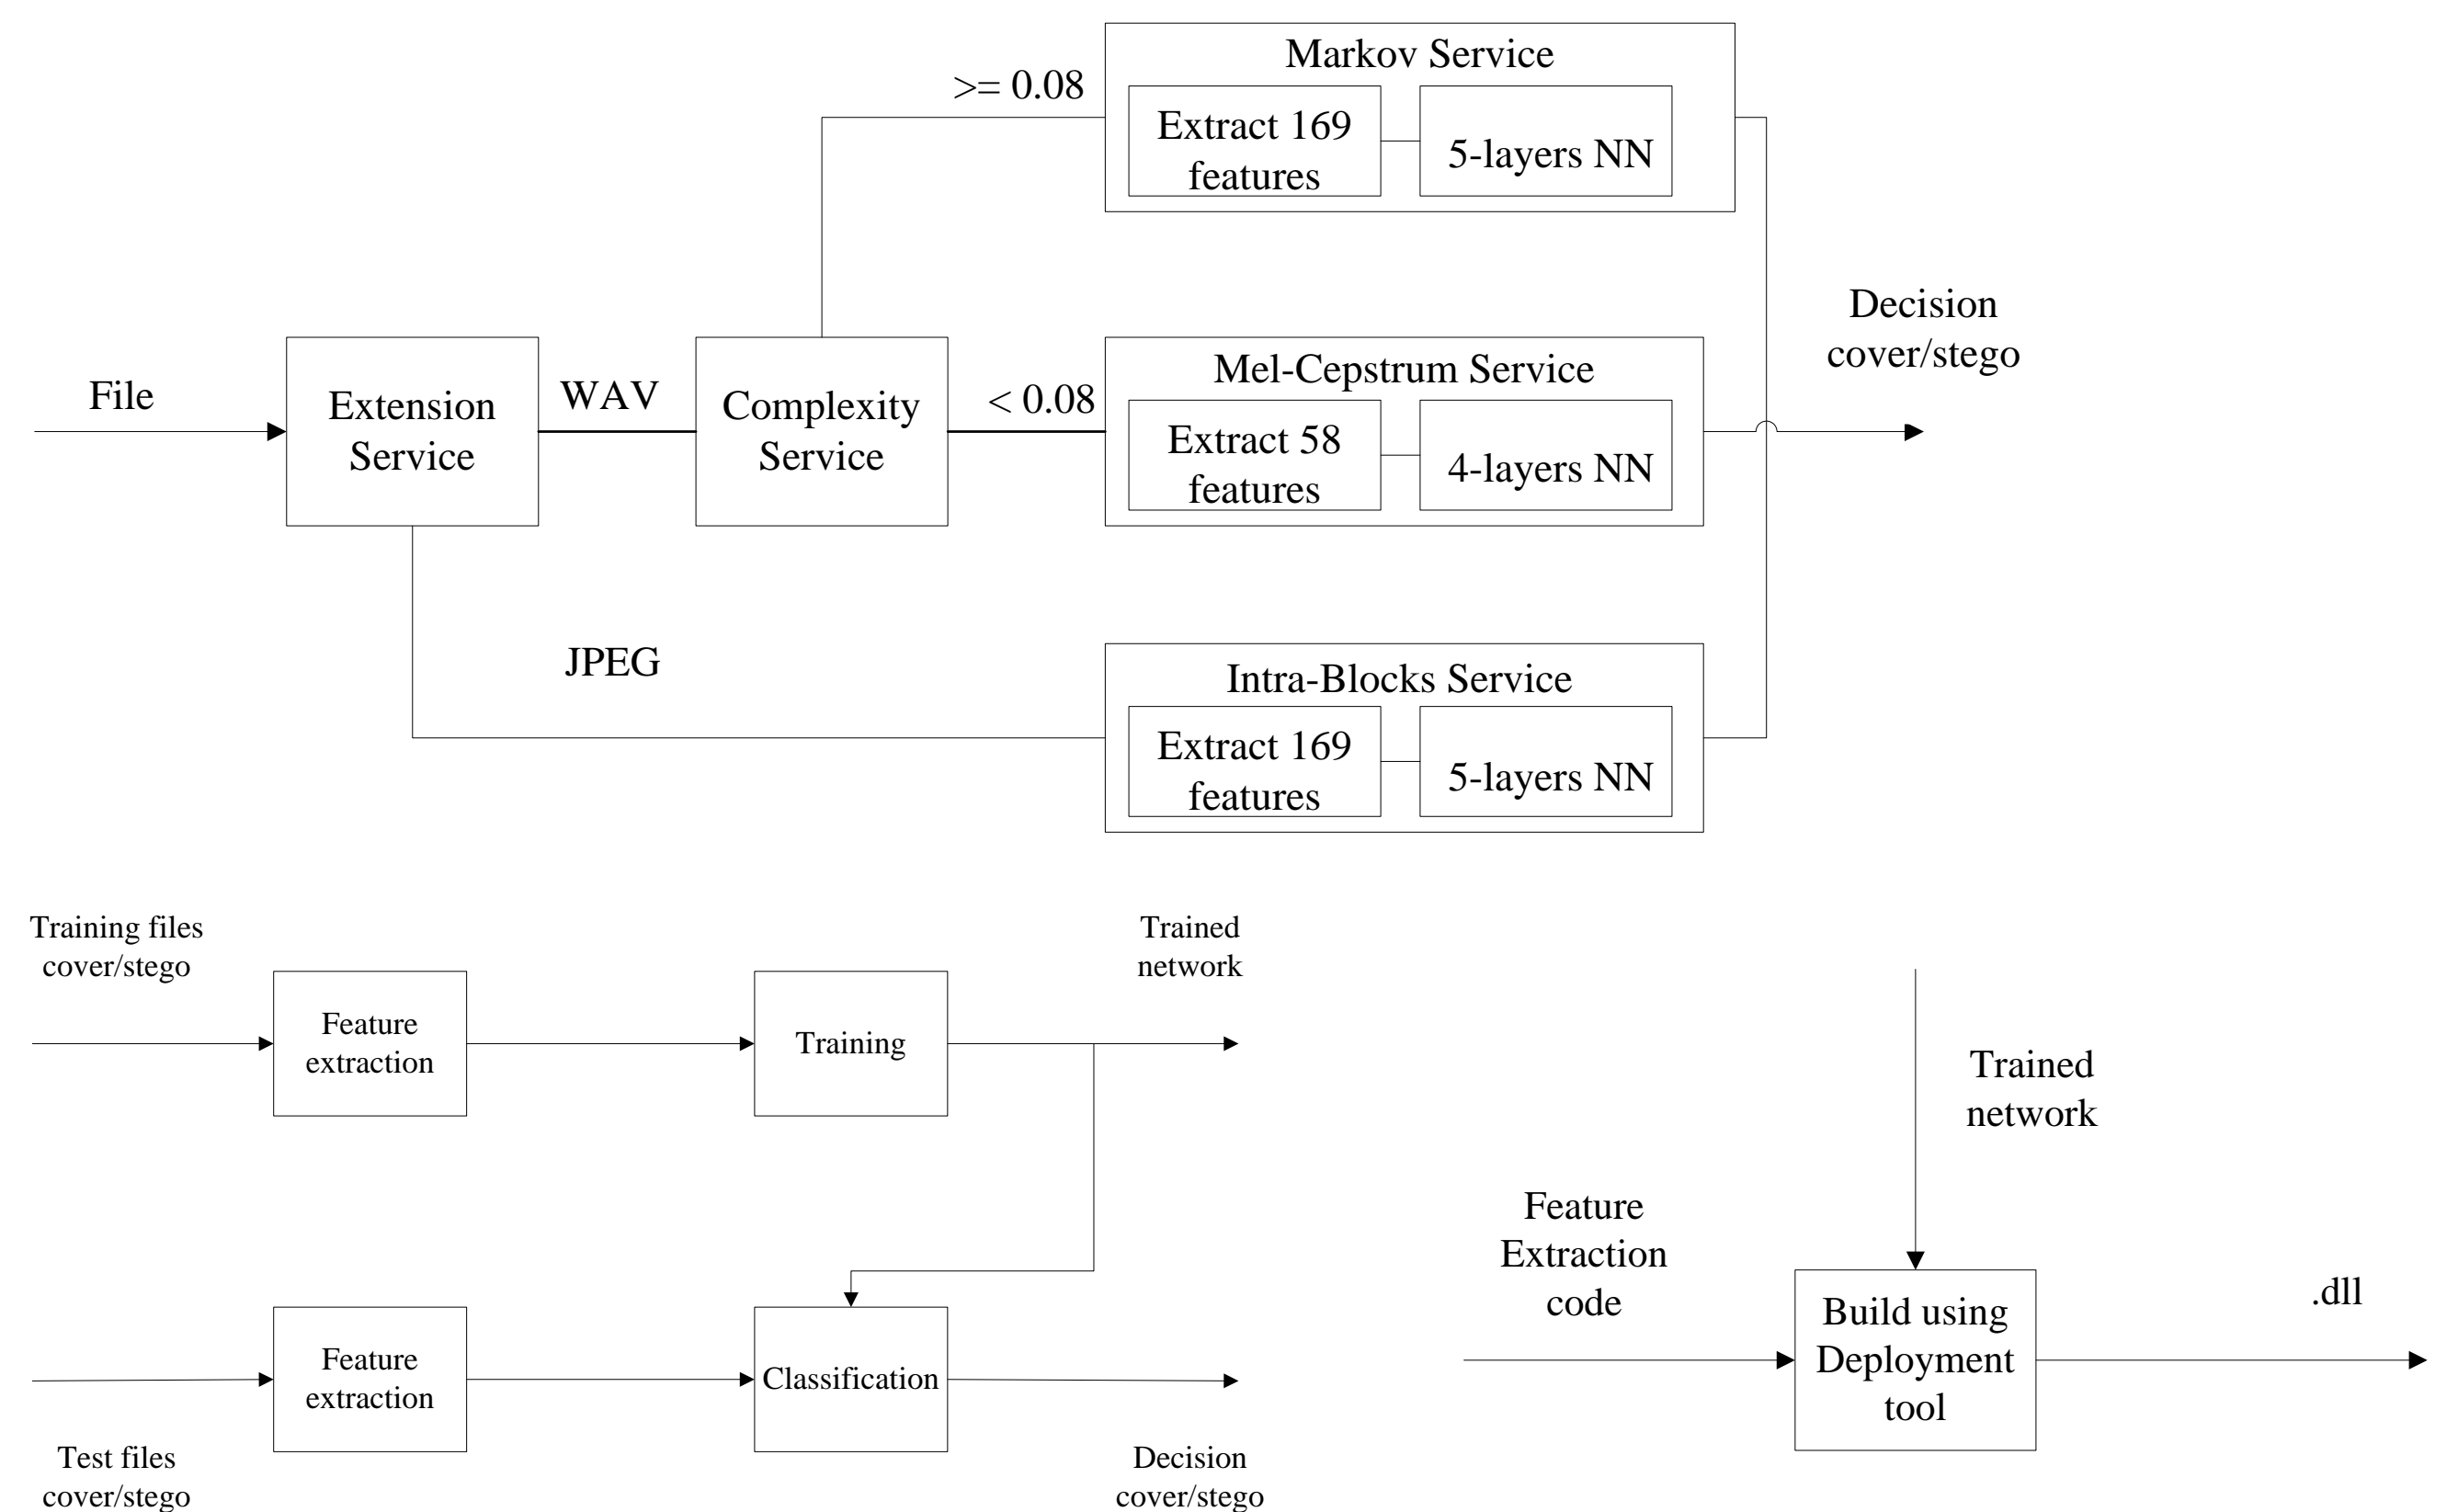 Markov Service
>= 0.08
Extract 169
features
5-layers NN
Decision
cover/stego
File
Extension
Service
WAV
Complexity
Service
< 0.08
Mel-Cepstrum Service
Extract 58
features
4-layers NN
JPEG
Intra-Blocks Service
Extract 169
features
5-layers NN
Training files
cover/stego
Feature
extraction
Training
Trained
network
Feature
extraction
Classification
Test files
cover/stego
Decision
cover/stego
Trained
network
Feature
Extraction
code
Build using
Deployment
tool
.dll